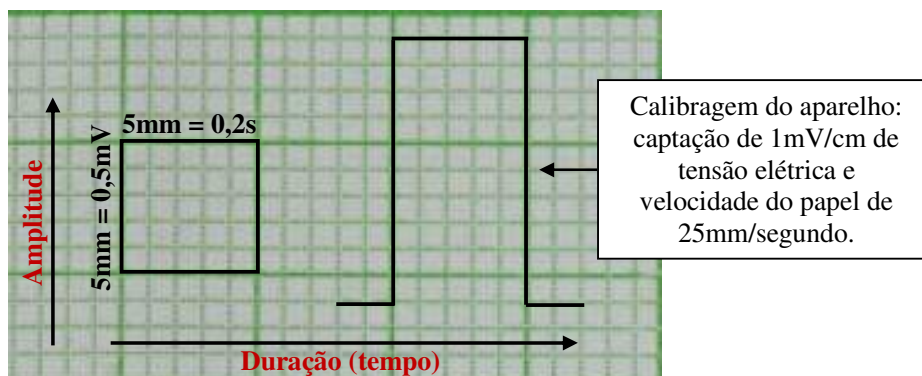 Amplitude
5mm = 0,5mV
5mm = 0,2s
Duração (tempo)
Calibragem do aparelho:
captação de 1mV/cm de
tensão elétrica e
velocidade do papel de
25mm/segundo.